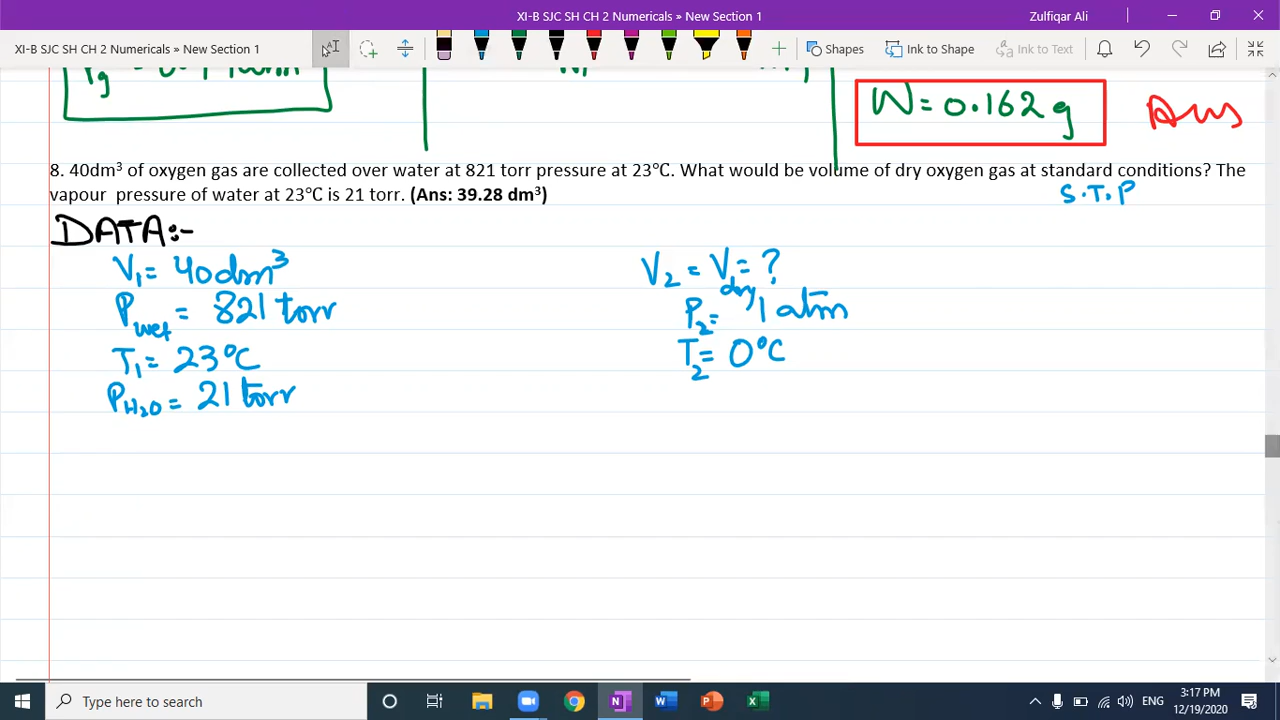 XI-B SJC SH CH 2 Numericals » New Section 1
Zulfiqar Ali
XI-B SJC SH CH 2 Numericals » New Section 1
Shapes
Ink to Shape
Ink to Text
W = 0.162 g
Ans
8. 40dm³ of oxygen gas are collected over water at 821 torr pressure at 23°C. What would be volume of dry oxygen gas at standard conditions? The
vapour pressure of water at 23°C is 21 torr. (Ans: 39.28 dm³)
S.T.P
DATA:-
V₁ = 40dm³
V₂ = V dry = ?
P wet = 821 torr
P₂ = 1 atm
T₁ = 23°C
T₂ = 0°C
P H₂O = 21 torr
Type here to search
ENG
3:17 PM
12/19/2020